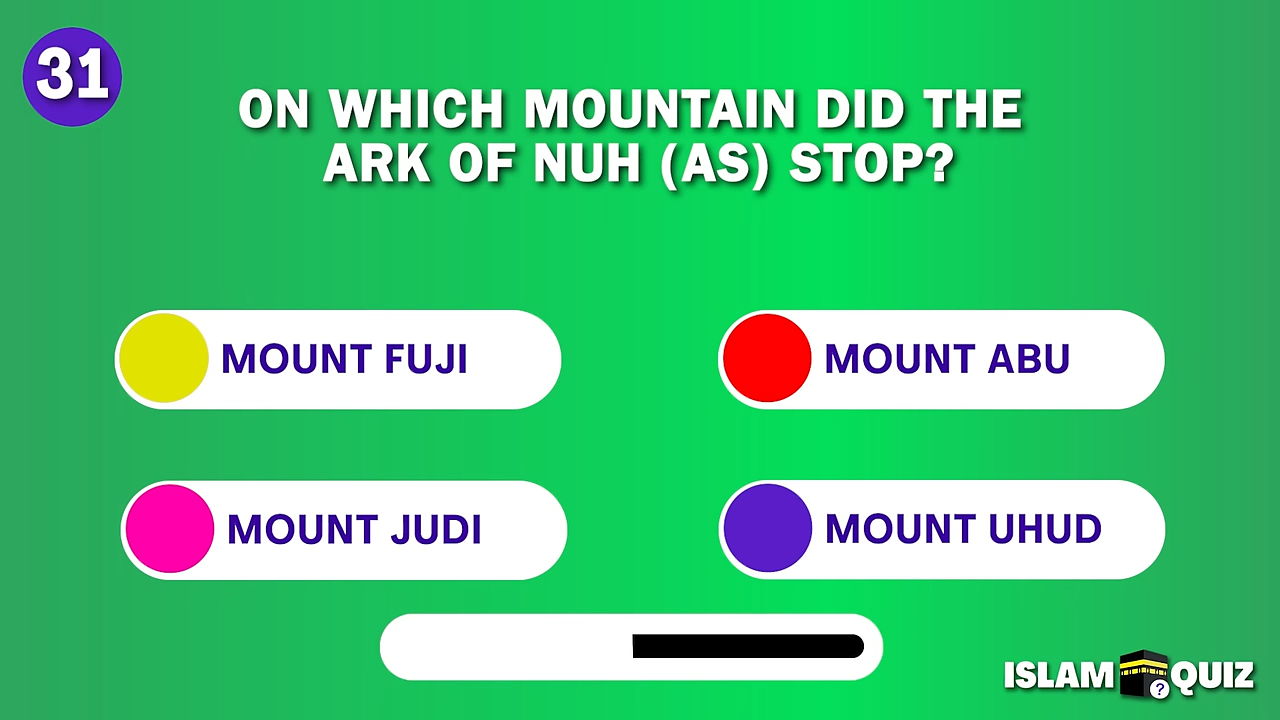 31
ON WHICH MOUNTAIN DID THE
ARK OF NUH (AS) STOP?
MOUNT FUJI
MOUNT ABU
MOUNT JUDI
MOUNT UHUD
ISLAM ? QUIZ